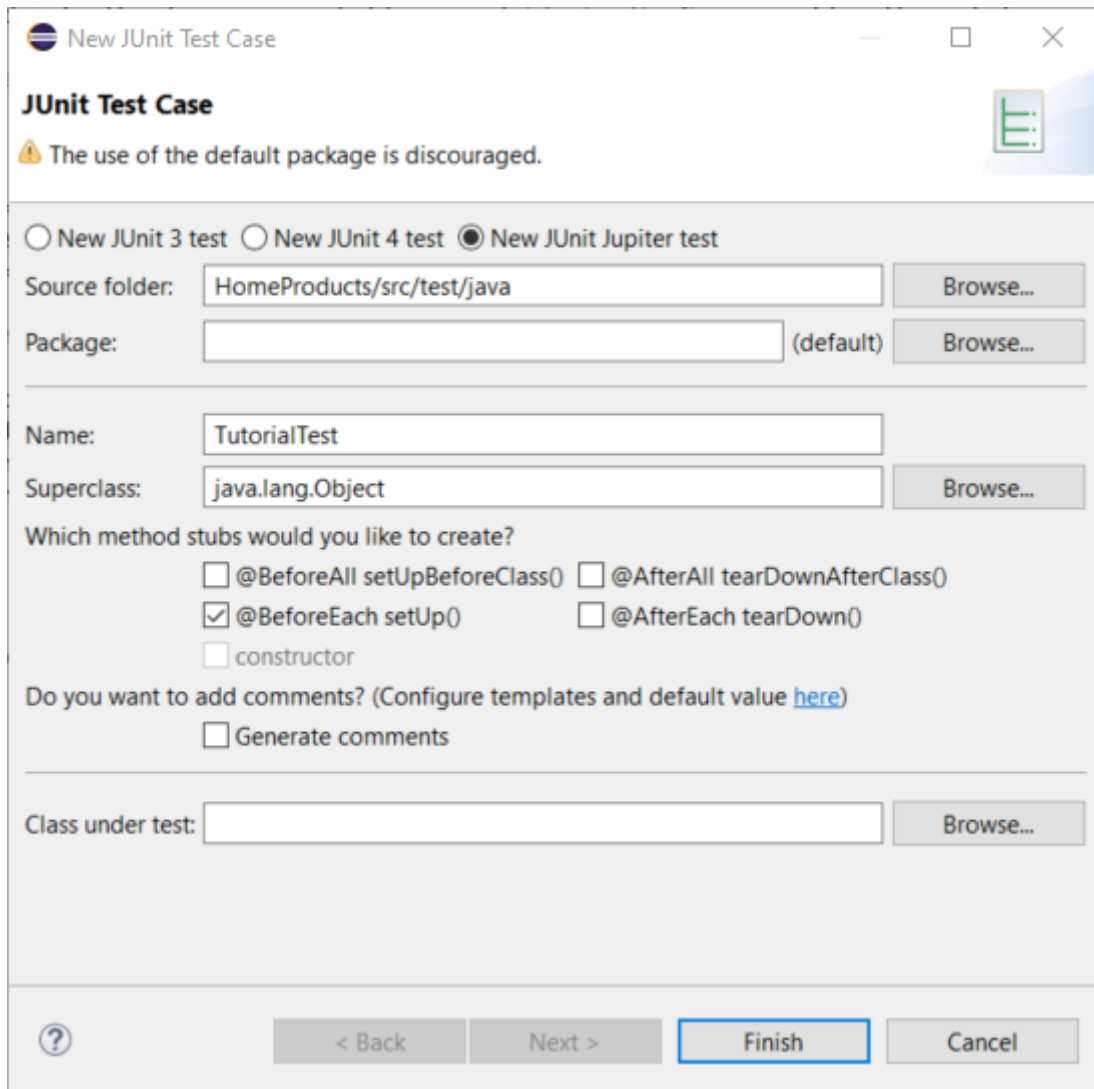 New JUnit Test Case
JUnit Test Case
The use of the default package is discouraged.
New JUnit 3 test New JUnit 4 test New JUnit Jupiter test
Source folder: HomeProducts/src/test/java Browse...
Package: (default) Browse...
Name: TutorialTest
Superclass: java.lang.Object Browse...
Which method stubs would you like to create?
@BeforeAll setUpBeforeClass() @AfterAll tearDownAfterClass()
@BeforeEach setUp() @AfterEach tearDown()
constructor
Do you want to add comments? (Configure templates and default value here)
Generate comments
Class under test: Browse...
? < Back Next > Finish Cancel